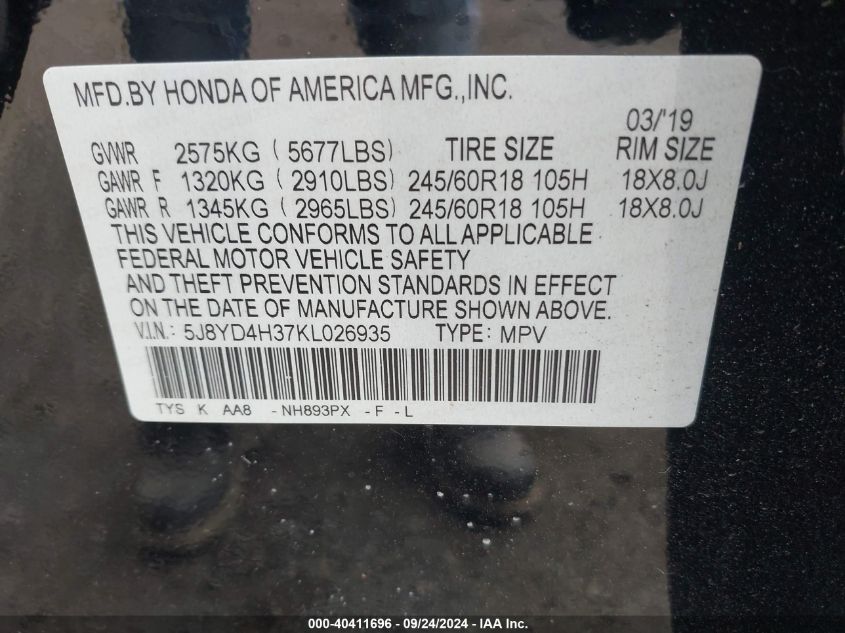 MFD.BY HONDA OF AMERICA MFG.,INC.
03/'19
GVWR 2575KG ( 5677LBS) TIRE SIZE RIM SIZE
GAWR F 1320KG ( 2910LBS) 245/60R18 105H 18X8.0J
GAWR R 1345KG ( 2965LBS) 245/60R18 105H 18X8.0J
THIS VEHICLE CONFORMS TO ALL APPLICABLE
FEDERAL MOTOR VEHICLE SAFETY
AND THEFT PREVENTION STANDARDS IN EFFECT
ON THE DATE OF MANUFACTURE SHOWN ABOVE.
V.I.N.: 5J8YD4H37KL026935 TYPE: MPV
TYS K AA8 -NH893PX -F -L
000-40411696 - 09/24/2024 - IAA Inc.